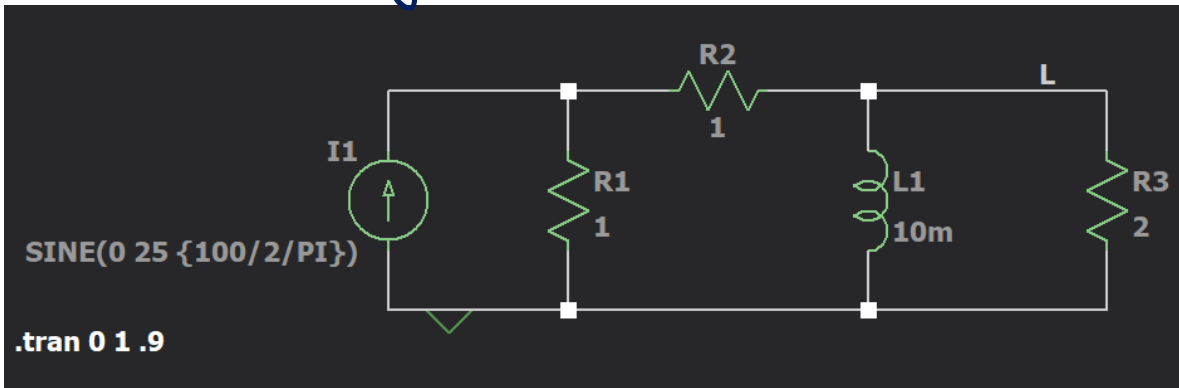 R2
L
1
I1
R1
L1
R3
1
10m
2
SINE(0 25 {100/2/PI})
.tran 0 1 .9